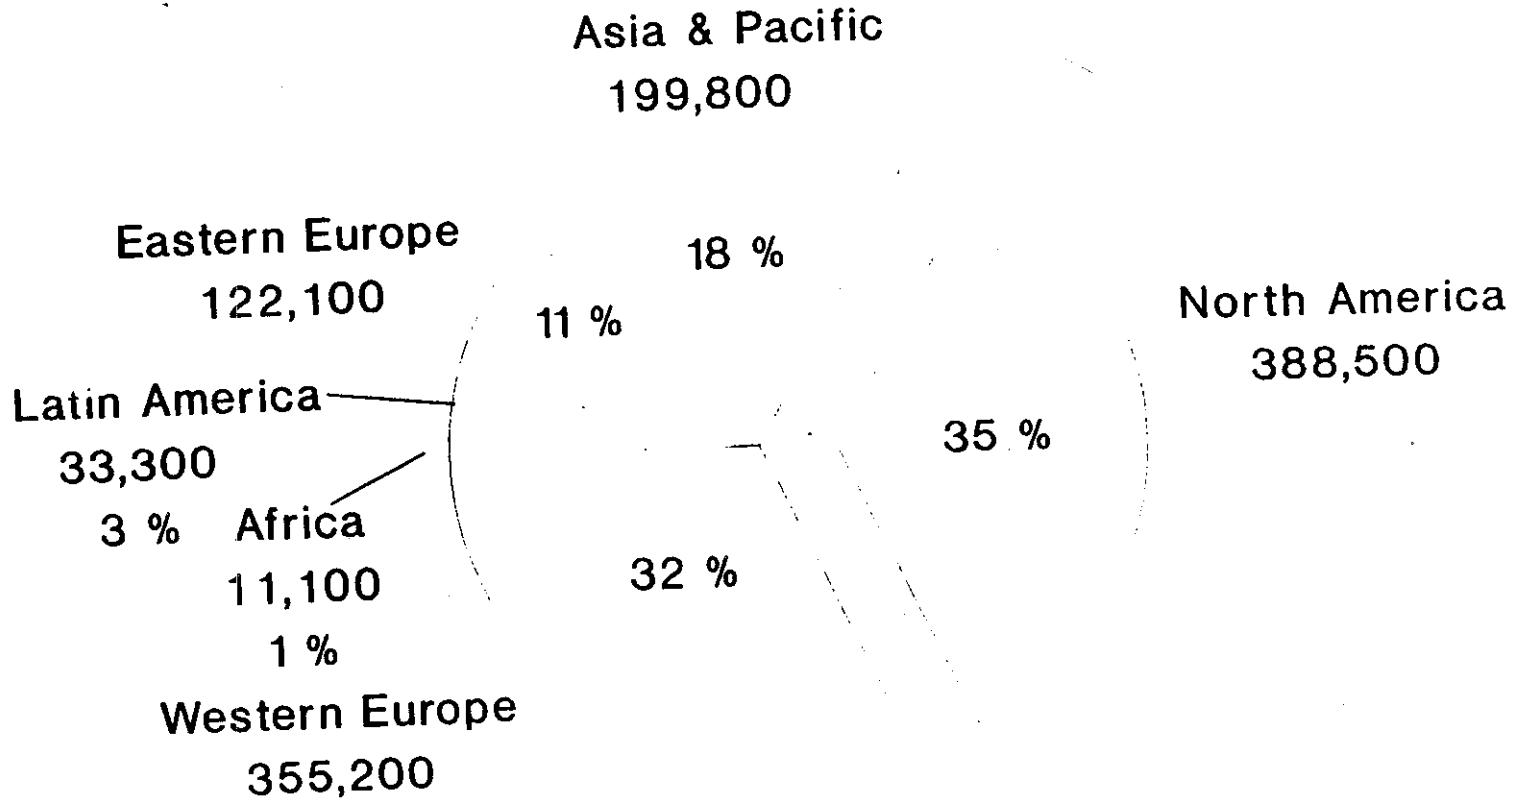 Asia & Pacific
199,800
Eastern Europe
122,100
18 %
11 %
North America
388,500
Latin America
33,300
3 %
35 %
Africa
11,100
1 %
32 %
Western Europe
355,200